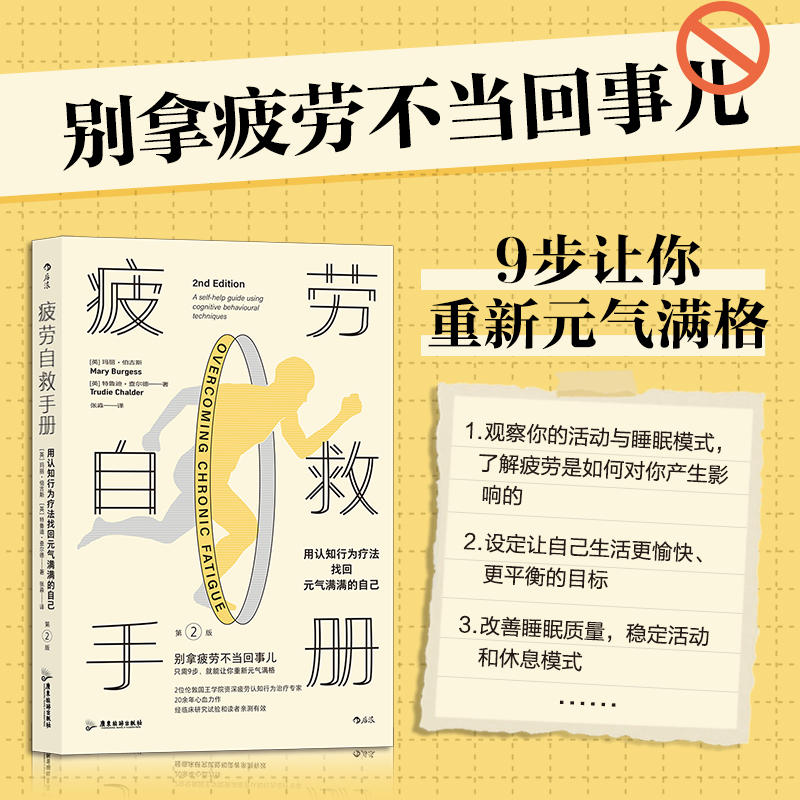 别拿疲劳不当回事儿
9步让你
重新元气满格
1.观察你的活动与睡眠模式，
了解疲劳是如何对你产生影
响的
2.设定让自己生活更愉快、
更平衡的目标
3.改善睡眠质量，稳定活动
和休息模式
......
后浪
疲劳自救手册
用认知行为疗法找回元气满满的自己
[英]玛丽·伯吉斯 [英]特鲁迪·查尔德——著 张淼——译
第2版
广东旅游出版社
疲劳
自救
手册
2nd Edition
A self-help guide using
cognitive behavioural
techniques
[英]玛丽·伯吉斯
Mary Burgess
[英]特鲁迪·查尔德——著
Trudie Chalder
张淼——译
OVERCOMING CHRONIC FATIGUE
用认知行为疗法
找回
元气满满的自己
第2版
别拿疲劳不当回事儿
只需9步，就能让你重新元气满格
2位伦敦国王学院资深疲劳认知行为治疗专家
20余年心血力作
经临床研究试验和读者亲测有效
广东旅游出版社
后浪